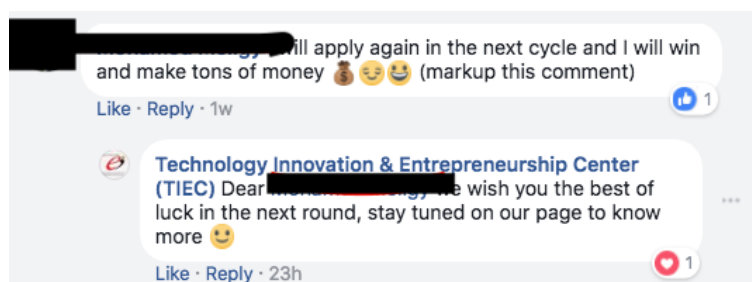 ill apply again in the next cycle and I will win
and make tons of money 💰😏😃 (markup this comment)
Like · Reply · 1w
1
Technology Innovation & Entrepreneurship Center
(TIEC) Dear we wish you the best of
luck in the next round, stay tuned on our page to know
more 🙂
1
Like · Reply · 23h